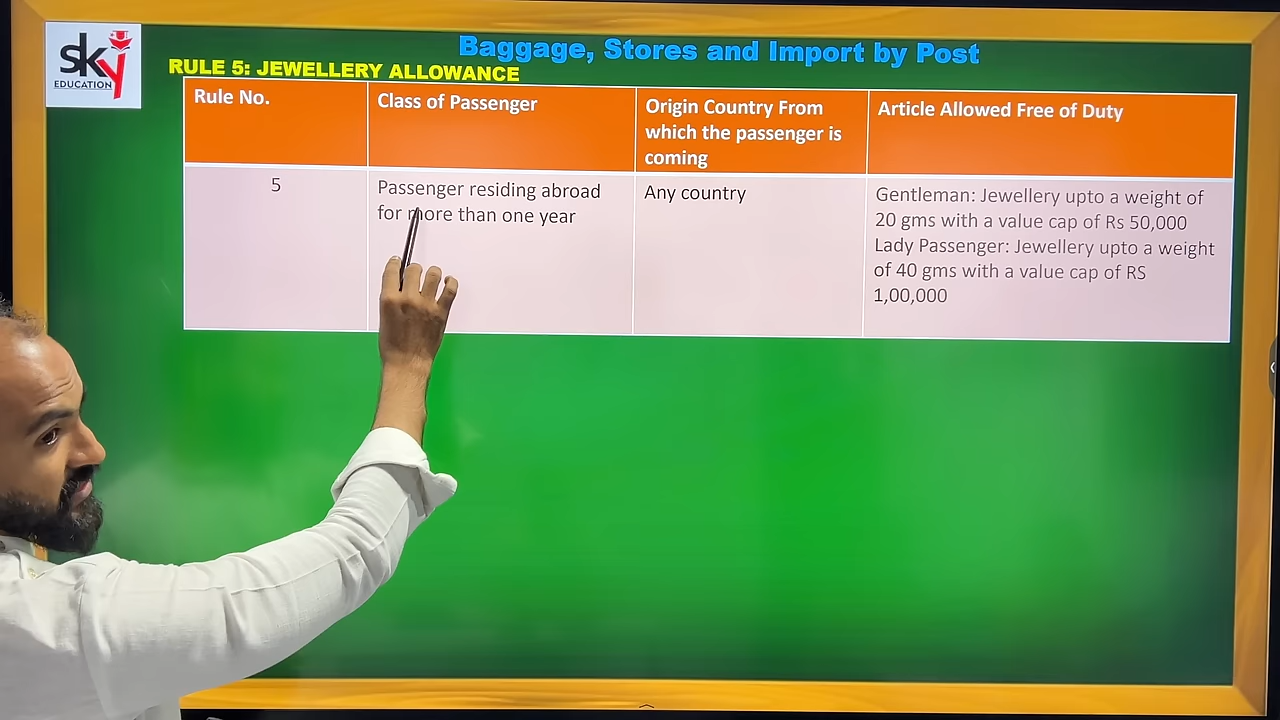 sky
EDUCATION
Baggage, Stores and Import by Post
RULE 5: JEWELLERY ALLOWANCE
Rule No.
Class of Passenger
Origin Country From
which the passenger is
coming
Article Allowed Free of Duty
5
Passenger residing abroad
for more than one year
Any country
Gentleman: Jewellery upto a weight of
20 gms with a value cap of Rs 50,000
Lady Passenger: Jewellery upto a weight
of 40 gms with a value cap of RS
1,00,000